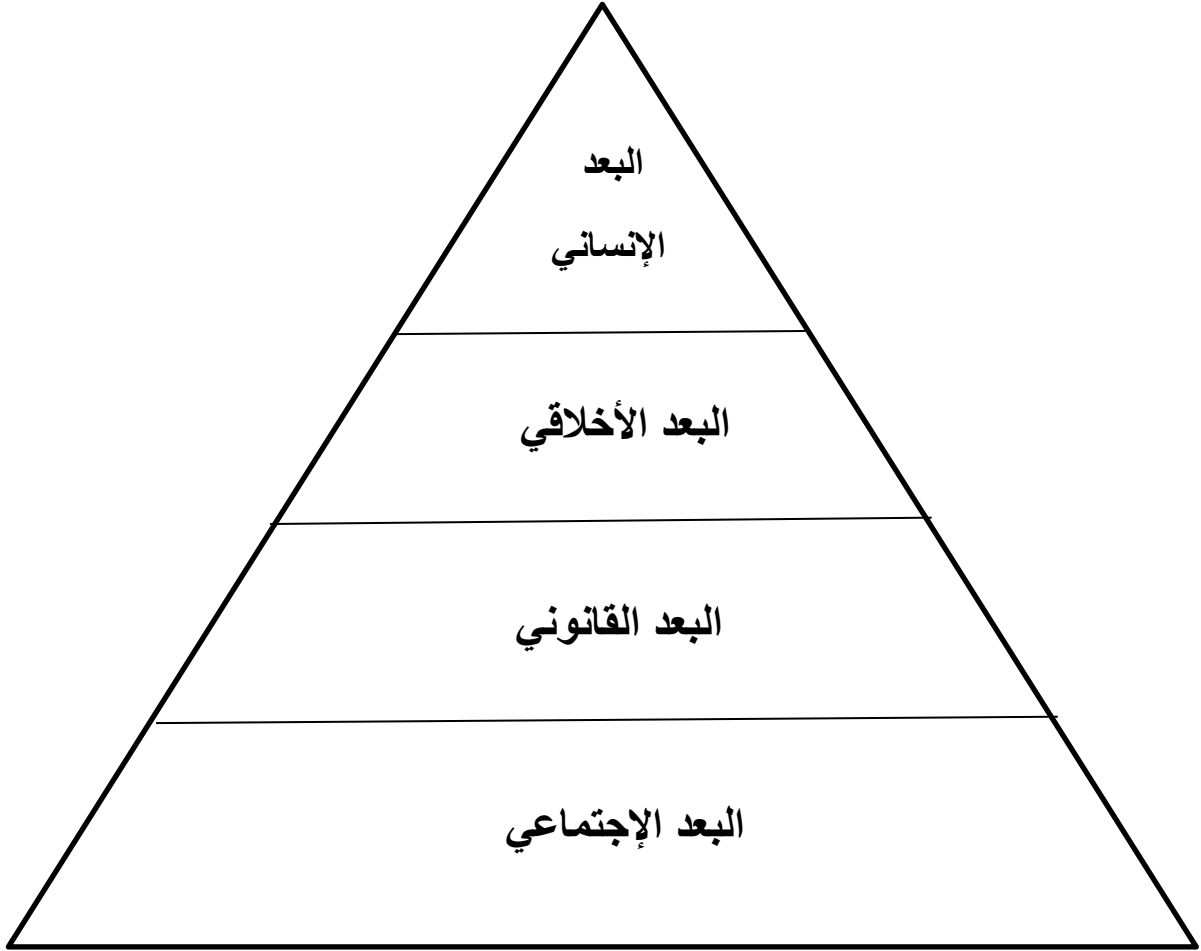 البعد
الإنساني
البعد الأخلاقي
البعد القانوني
البعد الإجتماعي